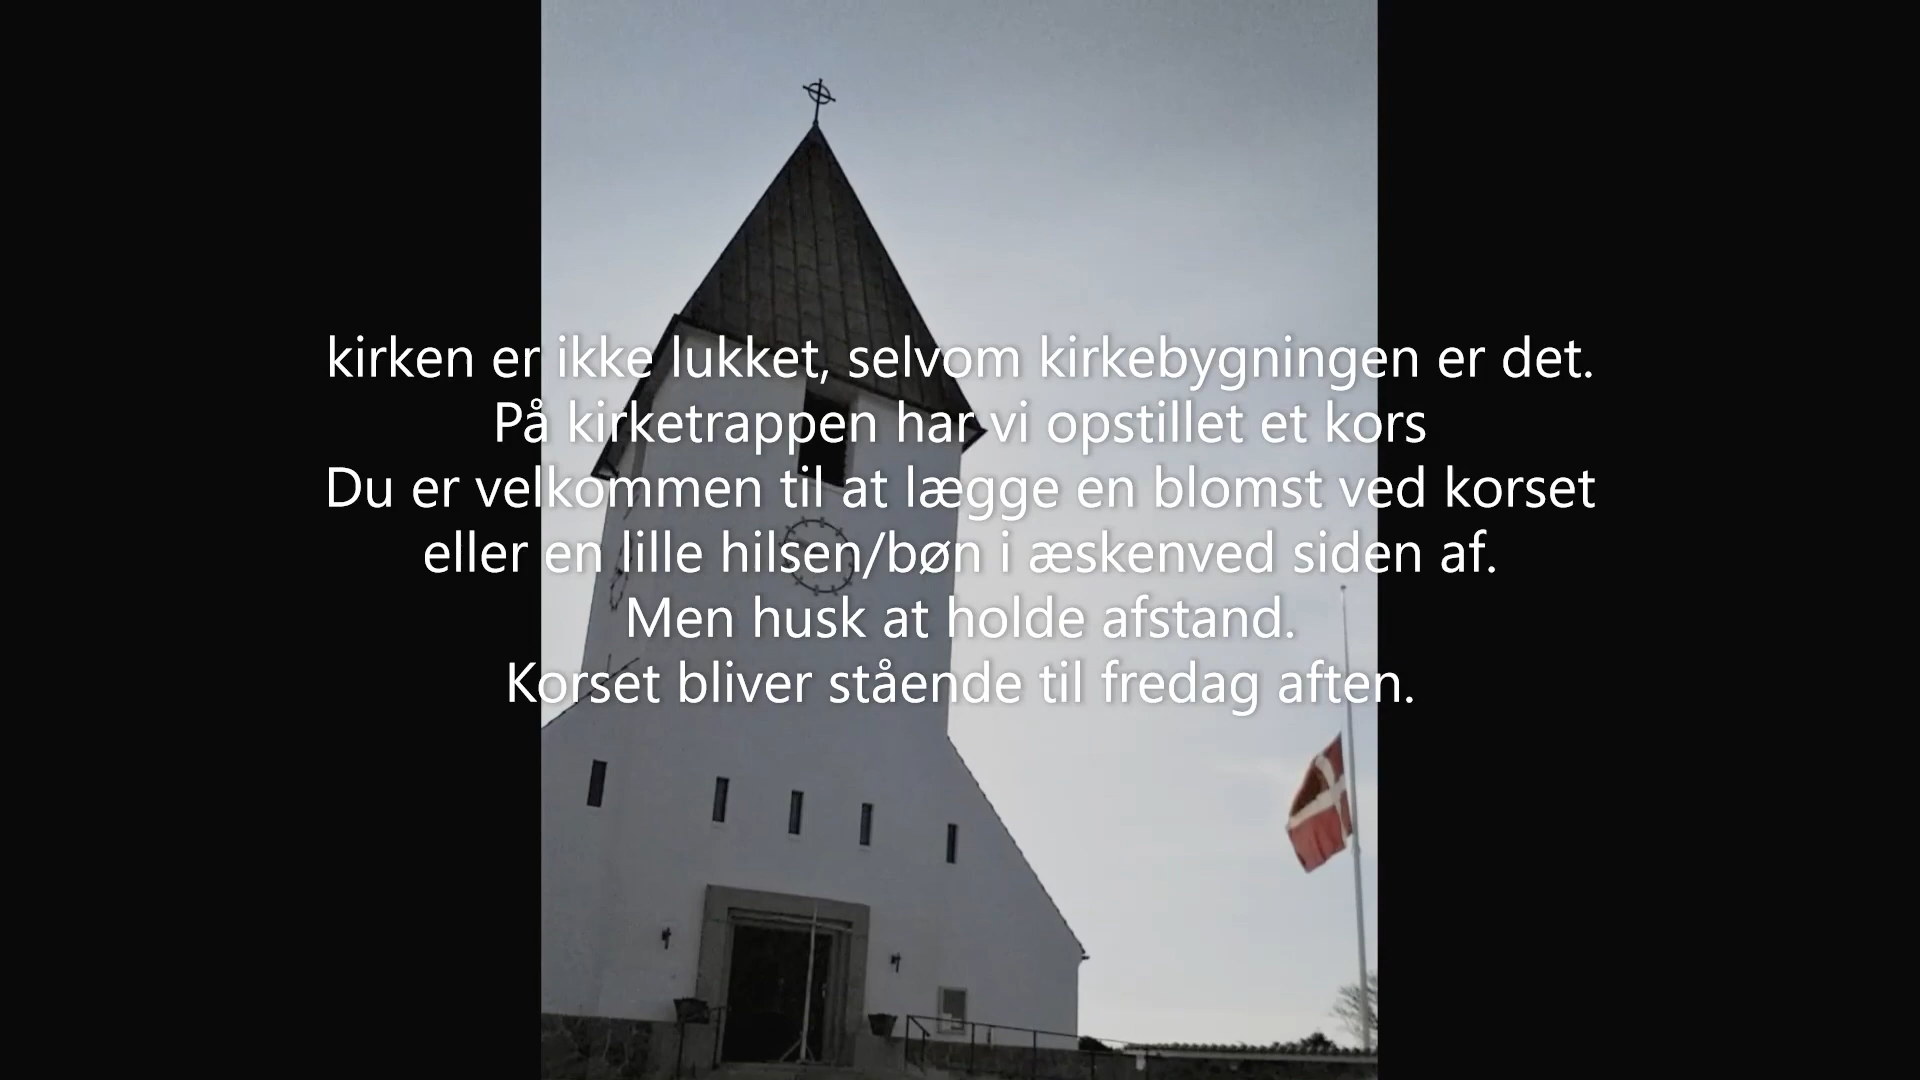 kirken er ikke lukket, selvom kirkebygningen er det.
På kirketrappen har vi opstillet et kors
Du er velkommen til at lægge en blomst ved korset
eller en lille hilsen/bøn i æskenved siden af.
Men husk at holde afstand.
Korset bliver stående til fredag aften.